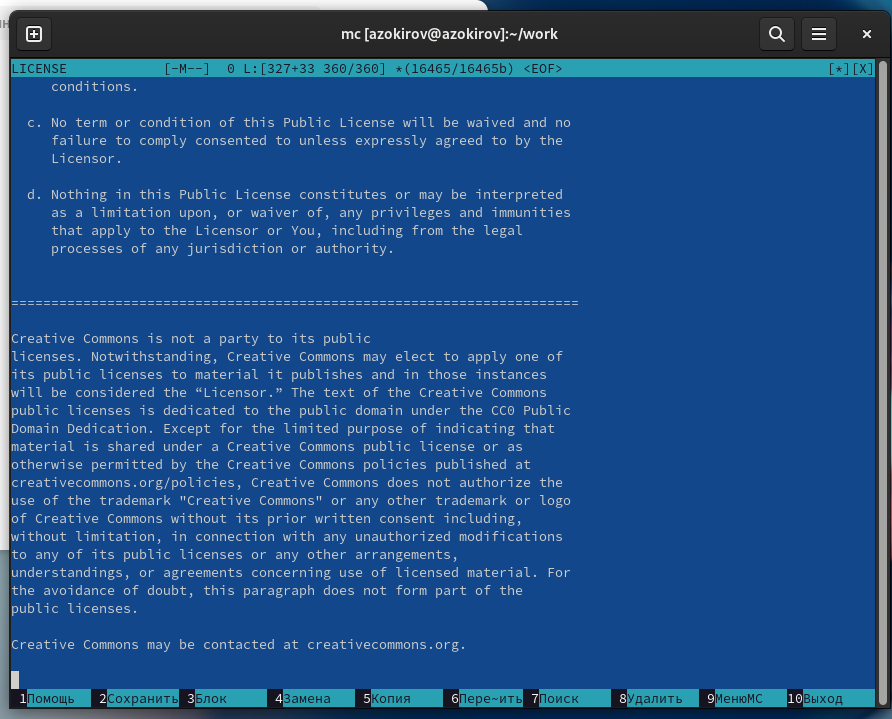 mc [azokirov@azokirov]:~/work
LICENSE [-M--] 0 L:[327+33 360/360] *(16465/16465b) <EOF> [*][X]
conditions.
c. No term or condition of this Public License will be waived and no
failure to comply consented to unless expressly agreed to by the
Licensor.
d. Nothing in this Public License constitutes or may be interpreted
as a limitation upon, or waiver of, any privileges and immunities
that apply to the Licensor or You, including from the legal
processes of any jurisdiction or authority.
=======================================================================
Creative Commons is not a party to its public
licenses. Notwithstanding, Creative Commons may elect to apply one of
its public licenses to material it publishes and in those instances
will be considered the “Licensor.” The text of the Creative Commons
public licenses is dedicated to the public domain under the CC0 Public
Domain Dedication. Except for the limited purpose of indicating that
material is shared under a Creative Commons public license or as
otherwise permitted by the Creative Commons policies published at
creativecommons.org/policies, Creative Commons does not authorize the
use of the trademark "Creative Commons" or any other trademark or logo
of Creative Commons without its prior written consent including,
without limitation, in connection with any unauthorized modifications
to any of its public licenses or any other arrangements,
understandings, or agreements concerning use of licensed material. For
the avoidance of doubt, this paragraph does not form part of the
public licenses.
Creative Commons may be contacted at creativecommons.org.
1Помощь 2Сохранить 3Блок 4Замена 5Копия 6Пере~ить 7Поиск 8Удалить 9МенюMC 10Выход